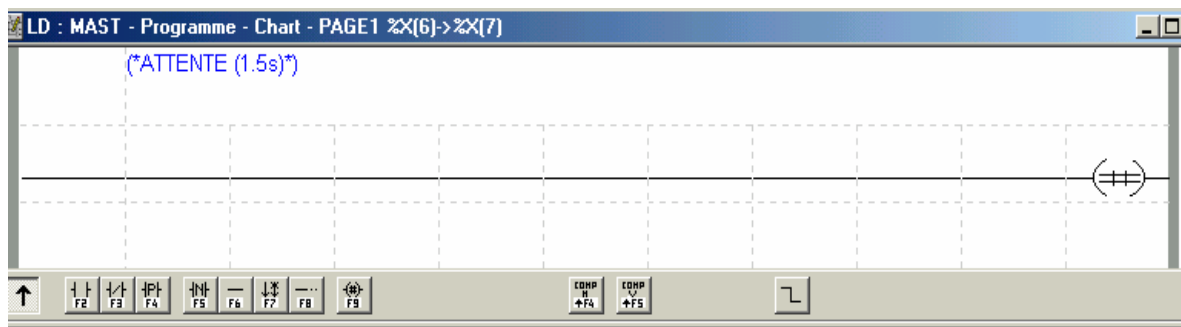 LD : MAST - Programme - Chart - PAGE1 %X(6)->%X(7)
(*ATTENTE (1.5s)*)
F2 F3 P F4 N F5 F6 F7 F8 (#) F9 COMP H ↑F4 COMP V ↑F5